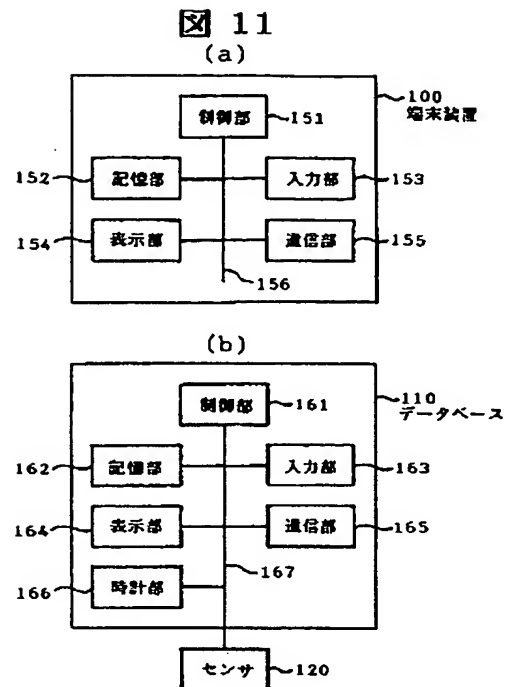 図 11
(a)
100
端末装置
制御部 151
152 記憶部 入力部 153
154 表示部 通信部 155
156
(b)
110
データベース
制御部 161
162 記憶部 入力部 163
164 表示部 通信部 165
166 時計部 167
センサ 120